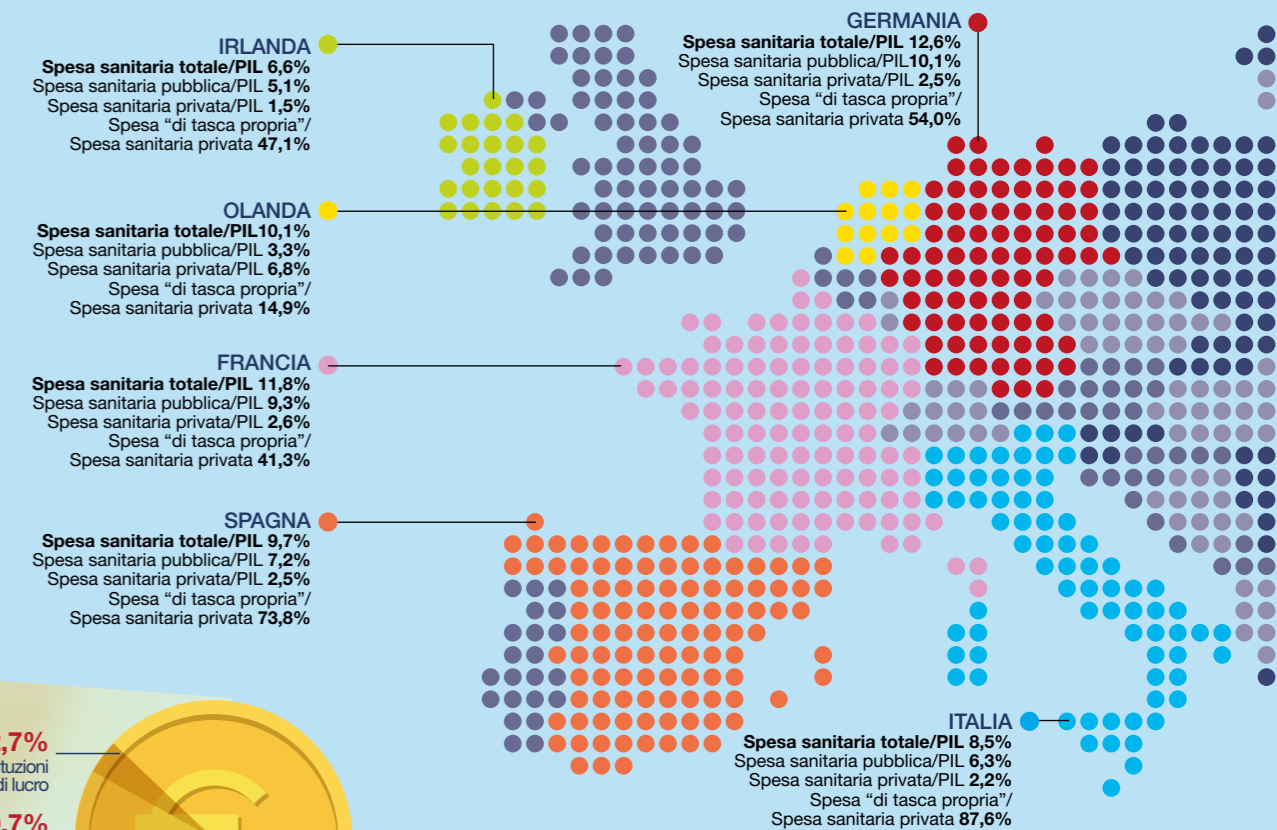 IRLANDA
Spesa sanitaria totale/PIL 6,6%
Spesa sanitaria pubblica/PIL 5,1%
Spesa sanitaria privata/PIL 1,5%
Spesa “di tasca propria”/
Spesa sanitaria privata 47,1%
GERMANIA
Spesa sanitaria totale/PIL 12,6%
Spesa sanitaria pubblica/PIL10,1%
Spesa sanitaria privata/PIL 2,5%
Spesa “di tasca propria”/
Spesa sanitaria privata 54,0%
OLANDA
Spesa sanitaria totale/PIL10,1%
Spesa sanitaria pubblica/PIL 3,3%
Spesa sanitaria privata/PIL 6,8%
Spesa “di tasca propria”/
Spesa sanitaria privata 14,9%
FRANCIA
Spesa sanitaria totale/PIL 11,8%
Spesa sanitaria pubblica/PIL 9,3%
Spesa sanitaria privata/PIL 2,6%
Spesa “di tasca propria”/
Spesa sanitaria privata 41,3%
SPAGNA
Spesa sanitaria totale/PIL 9,7%
Spesa sanitaria pubblica/PIL 7,2%
Spesa sanitaria privata/PIL 2,5%
Spesa “di tasca propria”/
Spesa sanitaria privata 73,8%
ITALIA
Spesa sanitaria totale/PIL 8,5%
Spesa sanitaria pubblica/PIL 6,3%
Spesa sanitaria privata/PIL 2,2%
Spesa “di tasca propria”/
Spesa sanitaria privata 87,6%
,7%
tuzioni
di lucro
,7%